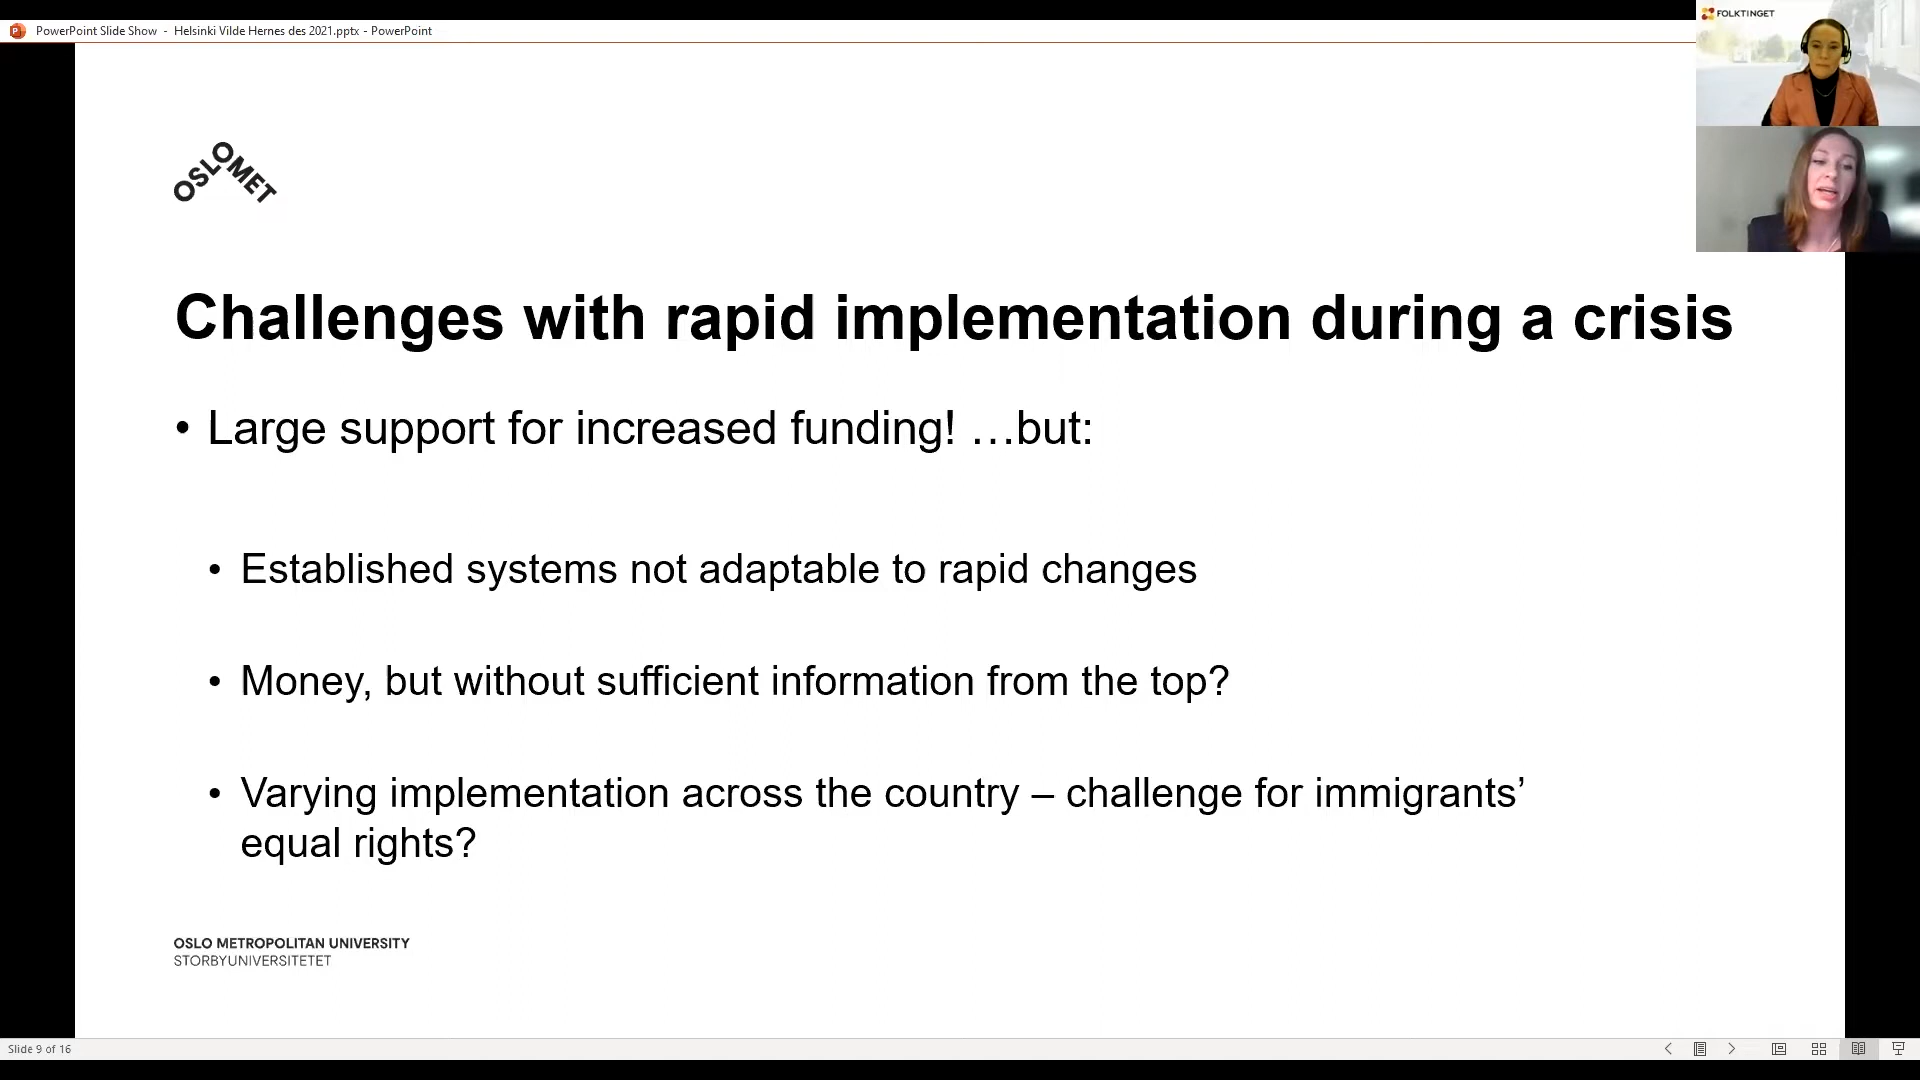 PowerPoint Slide Show - Helsinki Vilde Hernes des 2021.pptx - PowerPoint
FOLKTINGET
OSLOMET
Challenges with rapid implementation during a crisis
• Large support for increased funding! …but:
• Established systems not adaptable to rapid changes
• Money, but without sufficient information from the top?
• Varying implementation across the country – challenge for immigrants’
equal rights?
OSLO METROPOLITAN UNIVERSITY
STORBYUNIVERSITETET
Slide 9 of 16